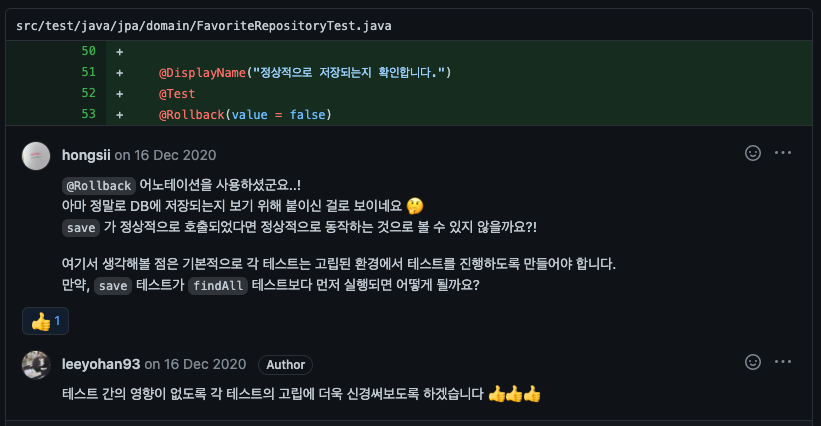 src/test/java/jpa/domain/FavoriteRepositoryTest.java
50 +
51 + @DisplayName("정상적으로 저장되는지 확인합니다.")
52 + @Test
53 + @Rollback(value = false)
hongsii on 16 Dec 2020
@Rollback 어노테이션을 사용하셨군요..!
아마 정말로 DB에 저장되는지 보기 위해 붙이신 걸로 보이네요 🤔
save 가 정상적으로 호출되었다면 정상적으로 동작하는 것으로 볼 수 있지 않을까요?!
여기서 생각해볼 점은 기본적으로 각 테스트는 고립된 환경에서 테스트를 진행하도록 만들어야 합니다.
만약, save 테스트가 findAll 테스트보다 먼저 실행되면 어떻게 될까요?
👍 1
leeyohan93 on 16 Dec 2020 Author
테스트 간의 영향이 없도록 각 테스트의 고립에 더욱 신경써보도록 하겠습니다 👍👍👍